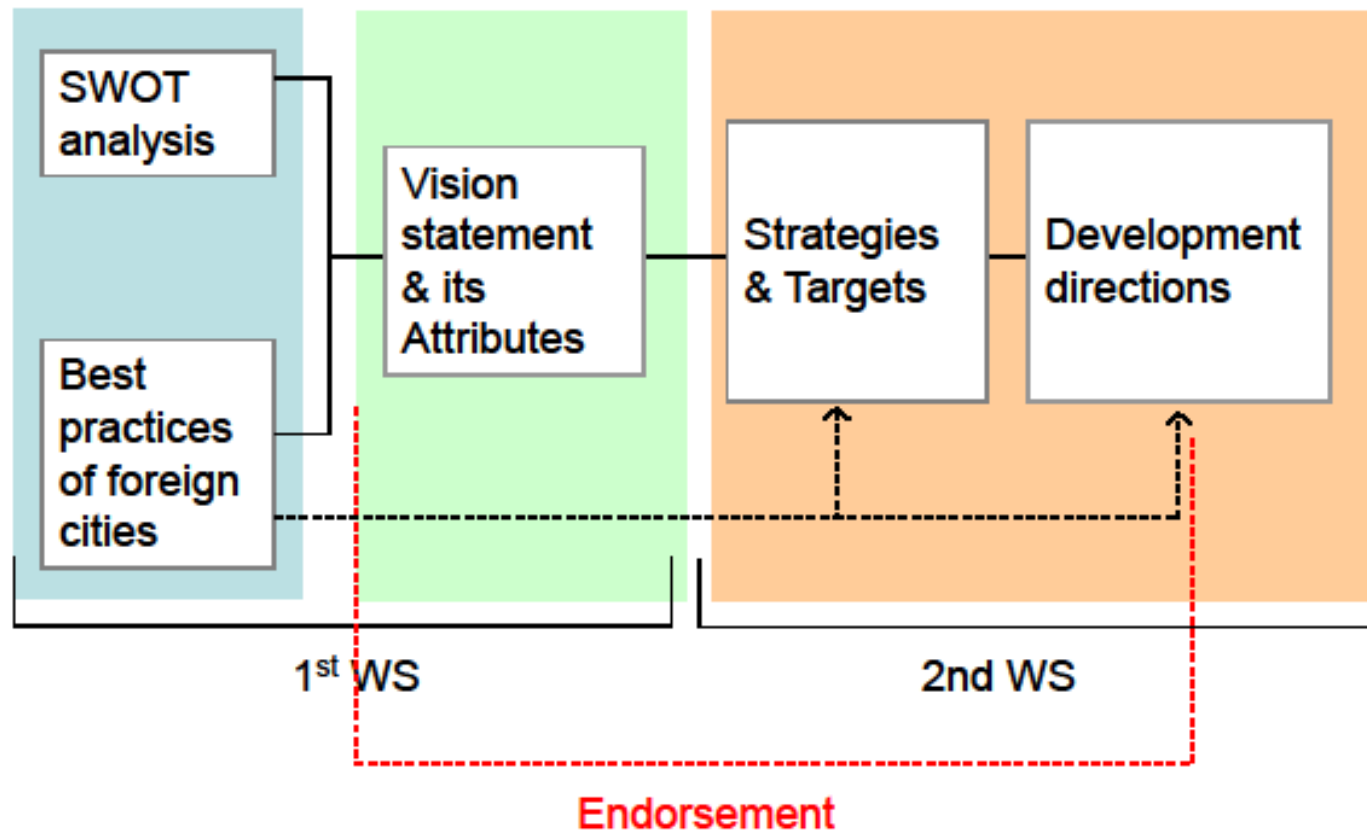 SWOT
analysis
Best
practices
of foreign
cities
Vision
statement
& its
Attributes
Strategies
& Targets
Development
directions
1st WS
2nd WS
Endorsement